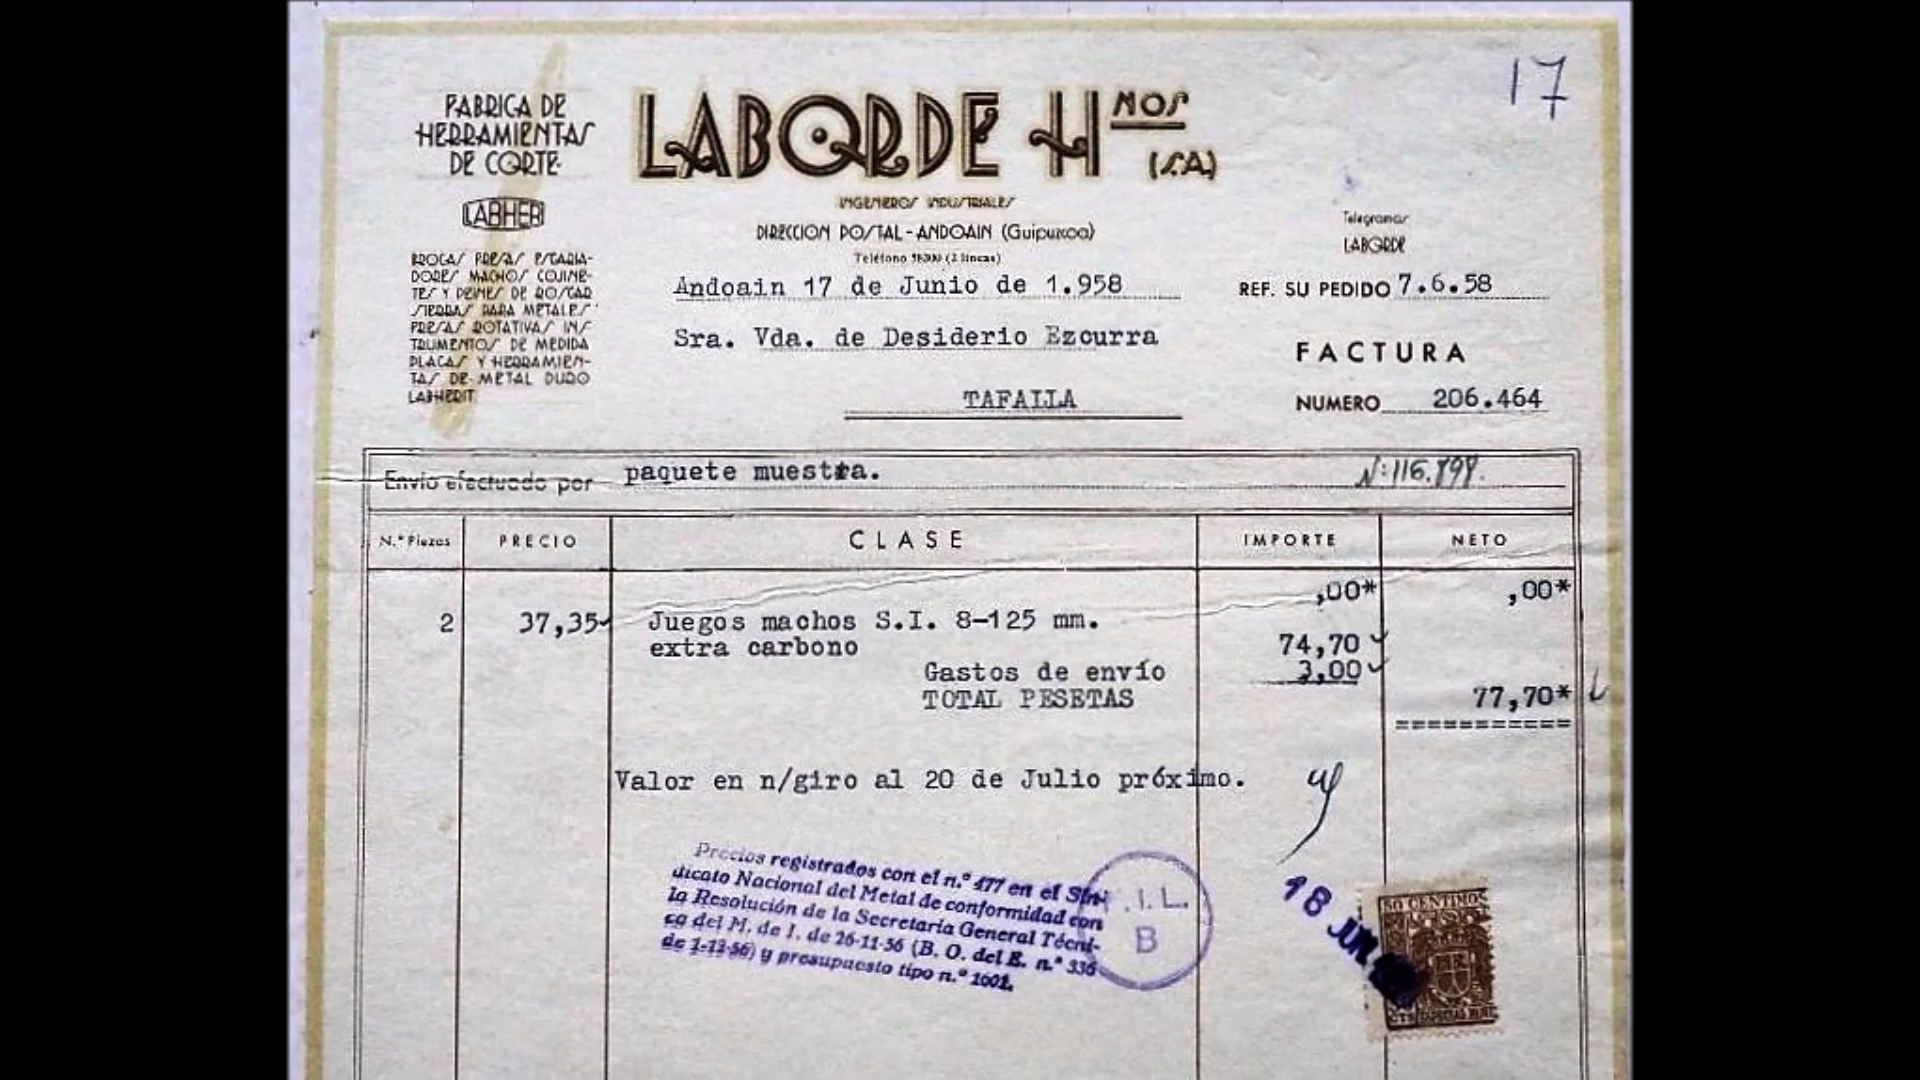 17
FABRICA DE
HERRAMIENTAS
DE CORTE
LABHER
BROCAS FRESAS ESCARIA-
DORES MACHOS COJINE-
TES Y PEINES DE ROSCAR
SIERRAS PARA METALES
FRESAS ROTATIVAS INS
TRUMENTOS DE MEDIDA
PLACAS Y HERRAMIEN-
TAS DE METAL DURO
LABHERIT
LABORDE HNOS (S.A)
INGENIEROS INDUSTRIALES
DIRECCION POSTAL - ANDOAIN (Guipuzcoa)
Teléfono (2 líneas)
Telegramas
LABORDE
Andoain 17 de Junio de 1.958
REF. SU PEDIDO 7.6.58
Sra. Vda. de Desiderio Ezcurra
FACTURA
TAFALLA
NUMERO 206.464
Envío efectuado por paquete muestra.
N.º Piezas PRECIO CLASE IMPORTE NETO
,00* ,00*
2 37,35 Juegos machos S.I. 8-125 mm.
extra carbono 74,70
Gastos de envío 3,00
TOTAL PESETAS 77,70*
===========
Valor en n/giro al 20 de Julio próximo.
Precios registrados con el n.º 477 en el Sin-
dicato Nacional del Metal de conformidad con
la Resolución de la Secretaría General Técni-
ca del M. de I. de 26-11-56 (B. O. del E. n.º 336
de 1-12-56) y presupuesto tipo n.º 1602.
.I.L.
B
18 JUN
50 CENTIMOS